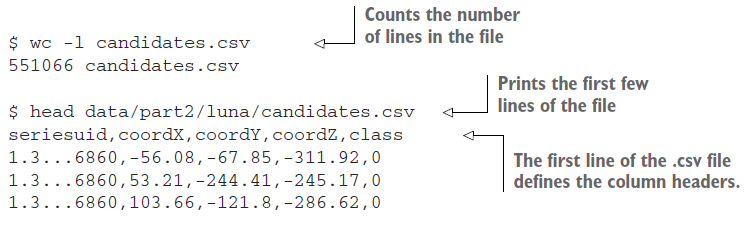 Counts the number
of lines in the file
$ wc -l candidates.csv
551066 candidates.csv
Prints the first few
lines of the file
$ head data/part2/luna/candidates.csv
seriesuid,coordX,coordY,coordZ,class
1.3...6860,-56.08,-67.85,-311.92,0
1.3...6860,53.21,-244.41,-245.17,0
1.3...6860,103.66,-121.8,-286.62,0
The first line of the .csv file
defines the column headers.